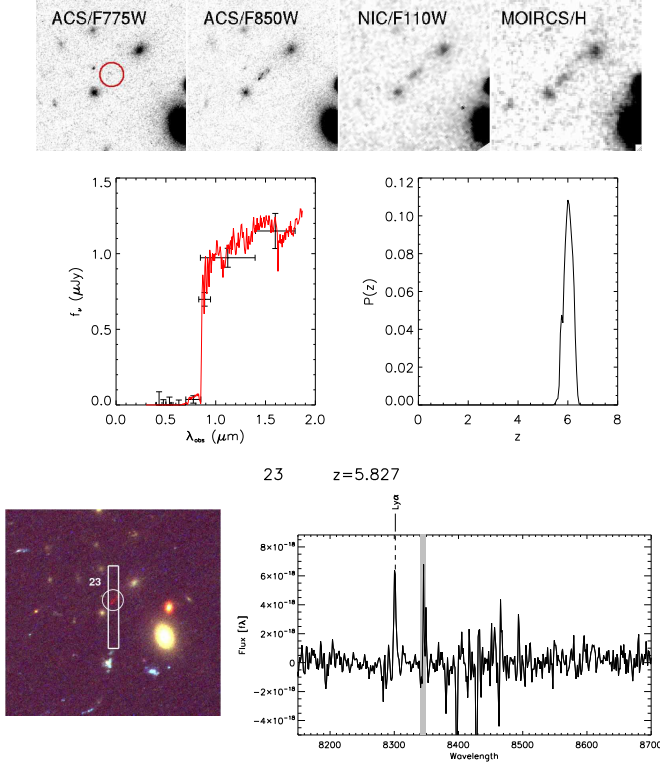 ACS/F775W ACS/F850W NIC/F110W MOIRCS/H
1.5
1.0
0.5
0.0
f_ν (μJy)
0.0 0.5 1.0 1.5 2.0
λ_obs (μm)
0.12
0.10
0.08
0.06
0.04
0.02
0.00
P(z)
0 2 4 6 8
z
23 z=5.827
23
Lyα
8×10⁻¹⁸
6×10⁻¹⁸
4×10⁻¹⁸
2×10⁻¹⁸
0
−2×10⁻¹⁸
−4×10⁻¹⁸
Flux [fλ]
8200 8300 8400 8500 8600 8700
Wavelength